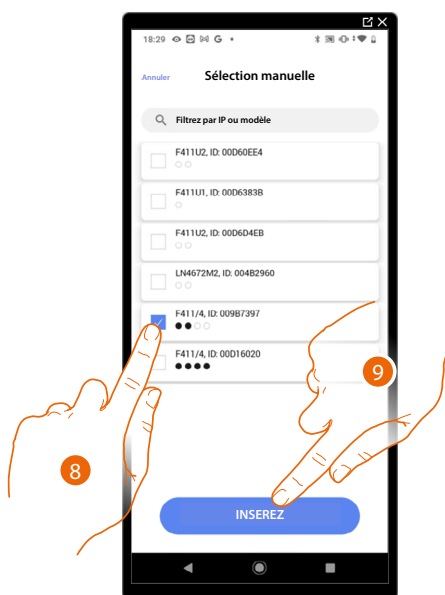 18:29 G
Annuler Sélection manuelle
Filtrez par IP ou modèle
F411U2, ID: 00D60EE4
F411U1, ID: 00D6383B
F411U2, ID: 00D6D4EB
LN4672M2, ID: 004B2960
F411/4, ID: 009B7397
F411/4, ID: 00D16020
9
8
INSEREZ